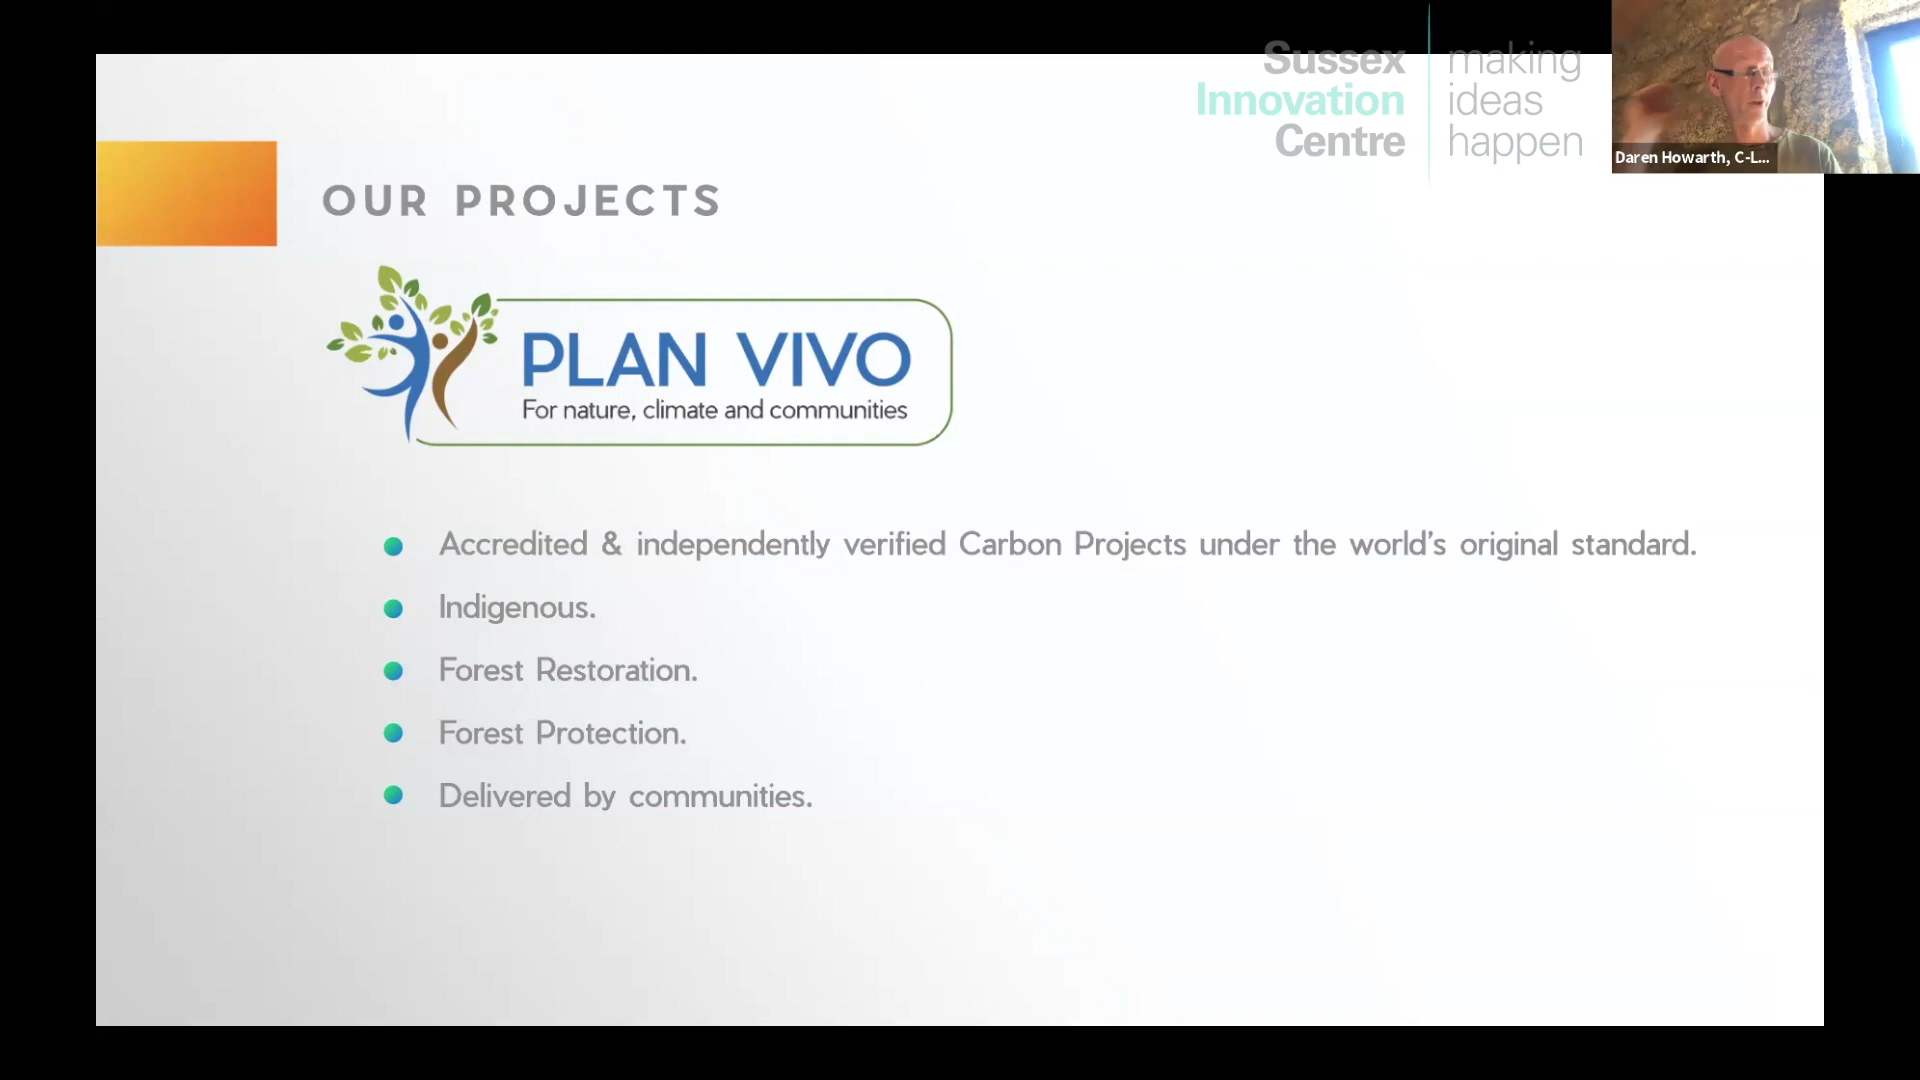 Sussex
Innovation
Centre
making
ideas
happen
Daren Howarth, C-L...
OUR PROJECTS
PLAN VIVO
For nature, climate and communities
Accredited & independently verified Carbon Projects under the world's original standard.
Indigenous.
Forest Restoration.
Forest Protection.
Delivered by communities.